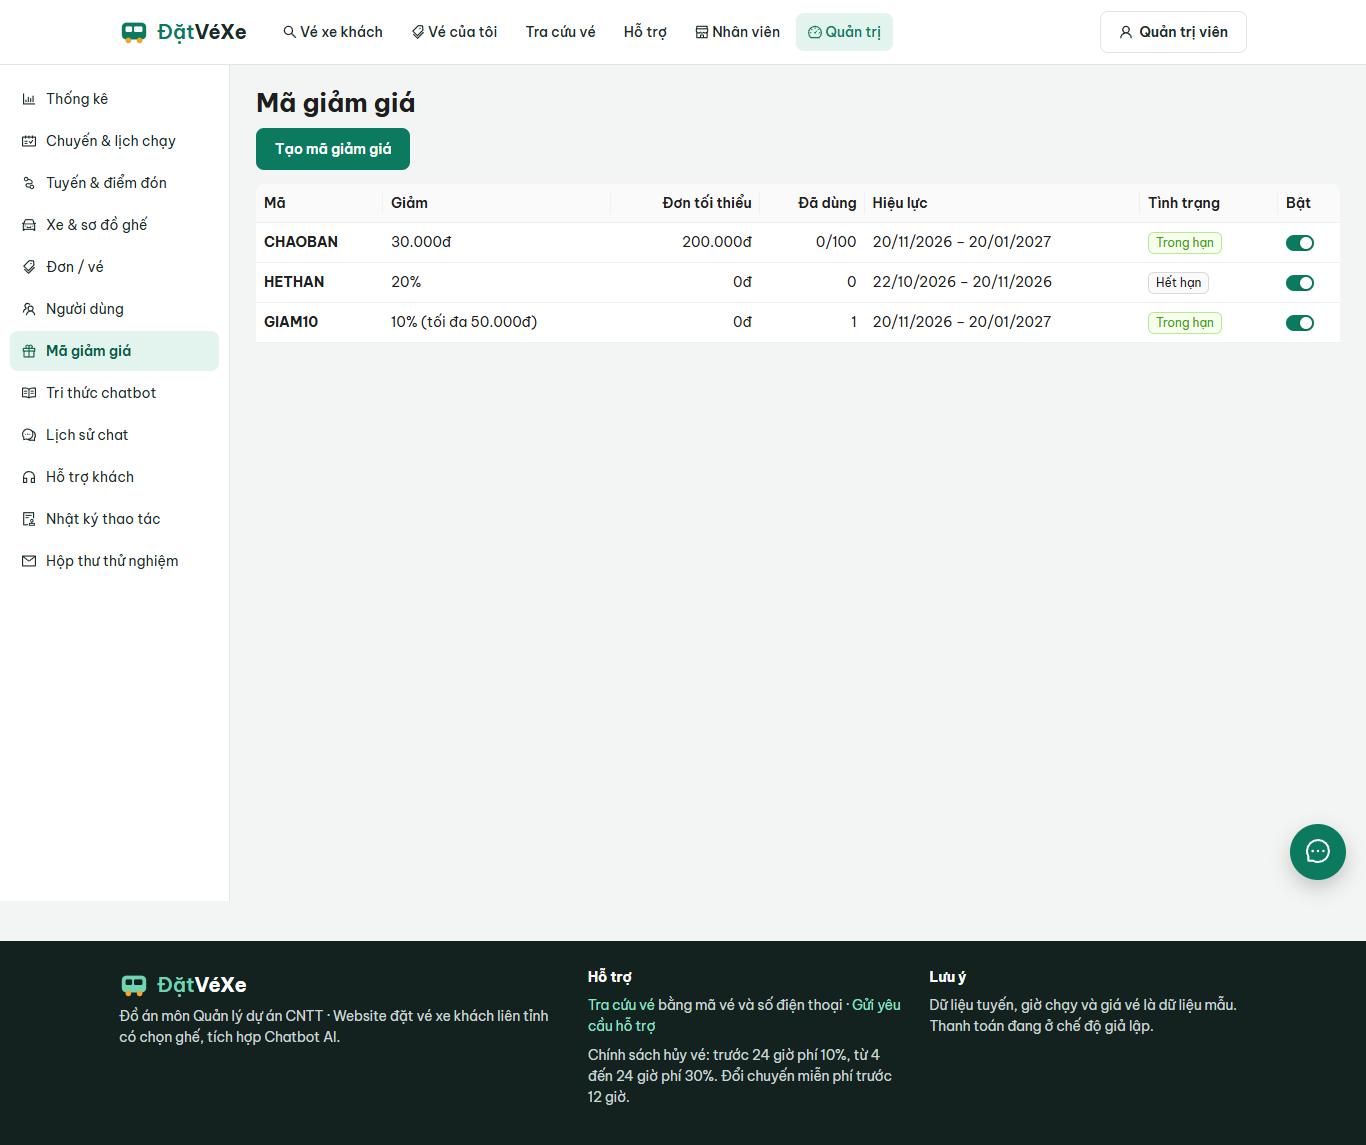 ĐặtVéXe
Vé xe khách
Vé của tôi
Tra cứu vé
Hỗ trợ
Nhân viên
Quản trị
Quản trị viên
Thống kê
Chuyến & lịch chạy
Tuyến & điểm đón
Xe & sơ đồ ghế
Đơn / vé
Người dùng
Mã giảm giá
Tri thức chatbot
Lịch sử chat
Hỗ trợ khách
Nhật ký thao tác
Hộp thư thử nghiệm
Mã giảm giá
Tạo mã giảm giá
Mã Giảm Đơn tối thiểu Đã dùng Hiệu lực Tình trạng Bật
CHAOBAN 30.000đ 200.000đ 0/100 20/11/2026 – 20/01/2027 Trong hạn
HETHAN 20% 0đ 0 22/10/2026 – 20/11/2026 Hết hạn
GIAM10 10% (tối đa 50.000đ) 0đ 1 20/11/2026 – 20/01/2027 Trong hạn
ĐặtVéXe
Đồ án môn Quản lý dự án CNTT · Website đặt vé xe khách liên tỉnh
có chọn ghế, tích hợp Chatbot AI.
Hỗ trợ
Tra cứu vé bằng mã vé và số điện thoại · Gửi yêu
cầu hỗ trợ
Chính sách hủy vé: trước 24 giờ phí 10%, từ 4
đến 24 giờ phí 30%. Đổi chuyến miễn phí trước
12 giờ.
Lưu ý
Dữ liệu tuyến, giờ chạy và giá vé là dữ liệu mẫu.
Thanh toán đang ở chế độ giả lập.